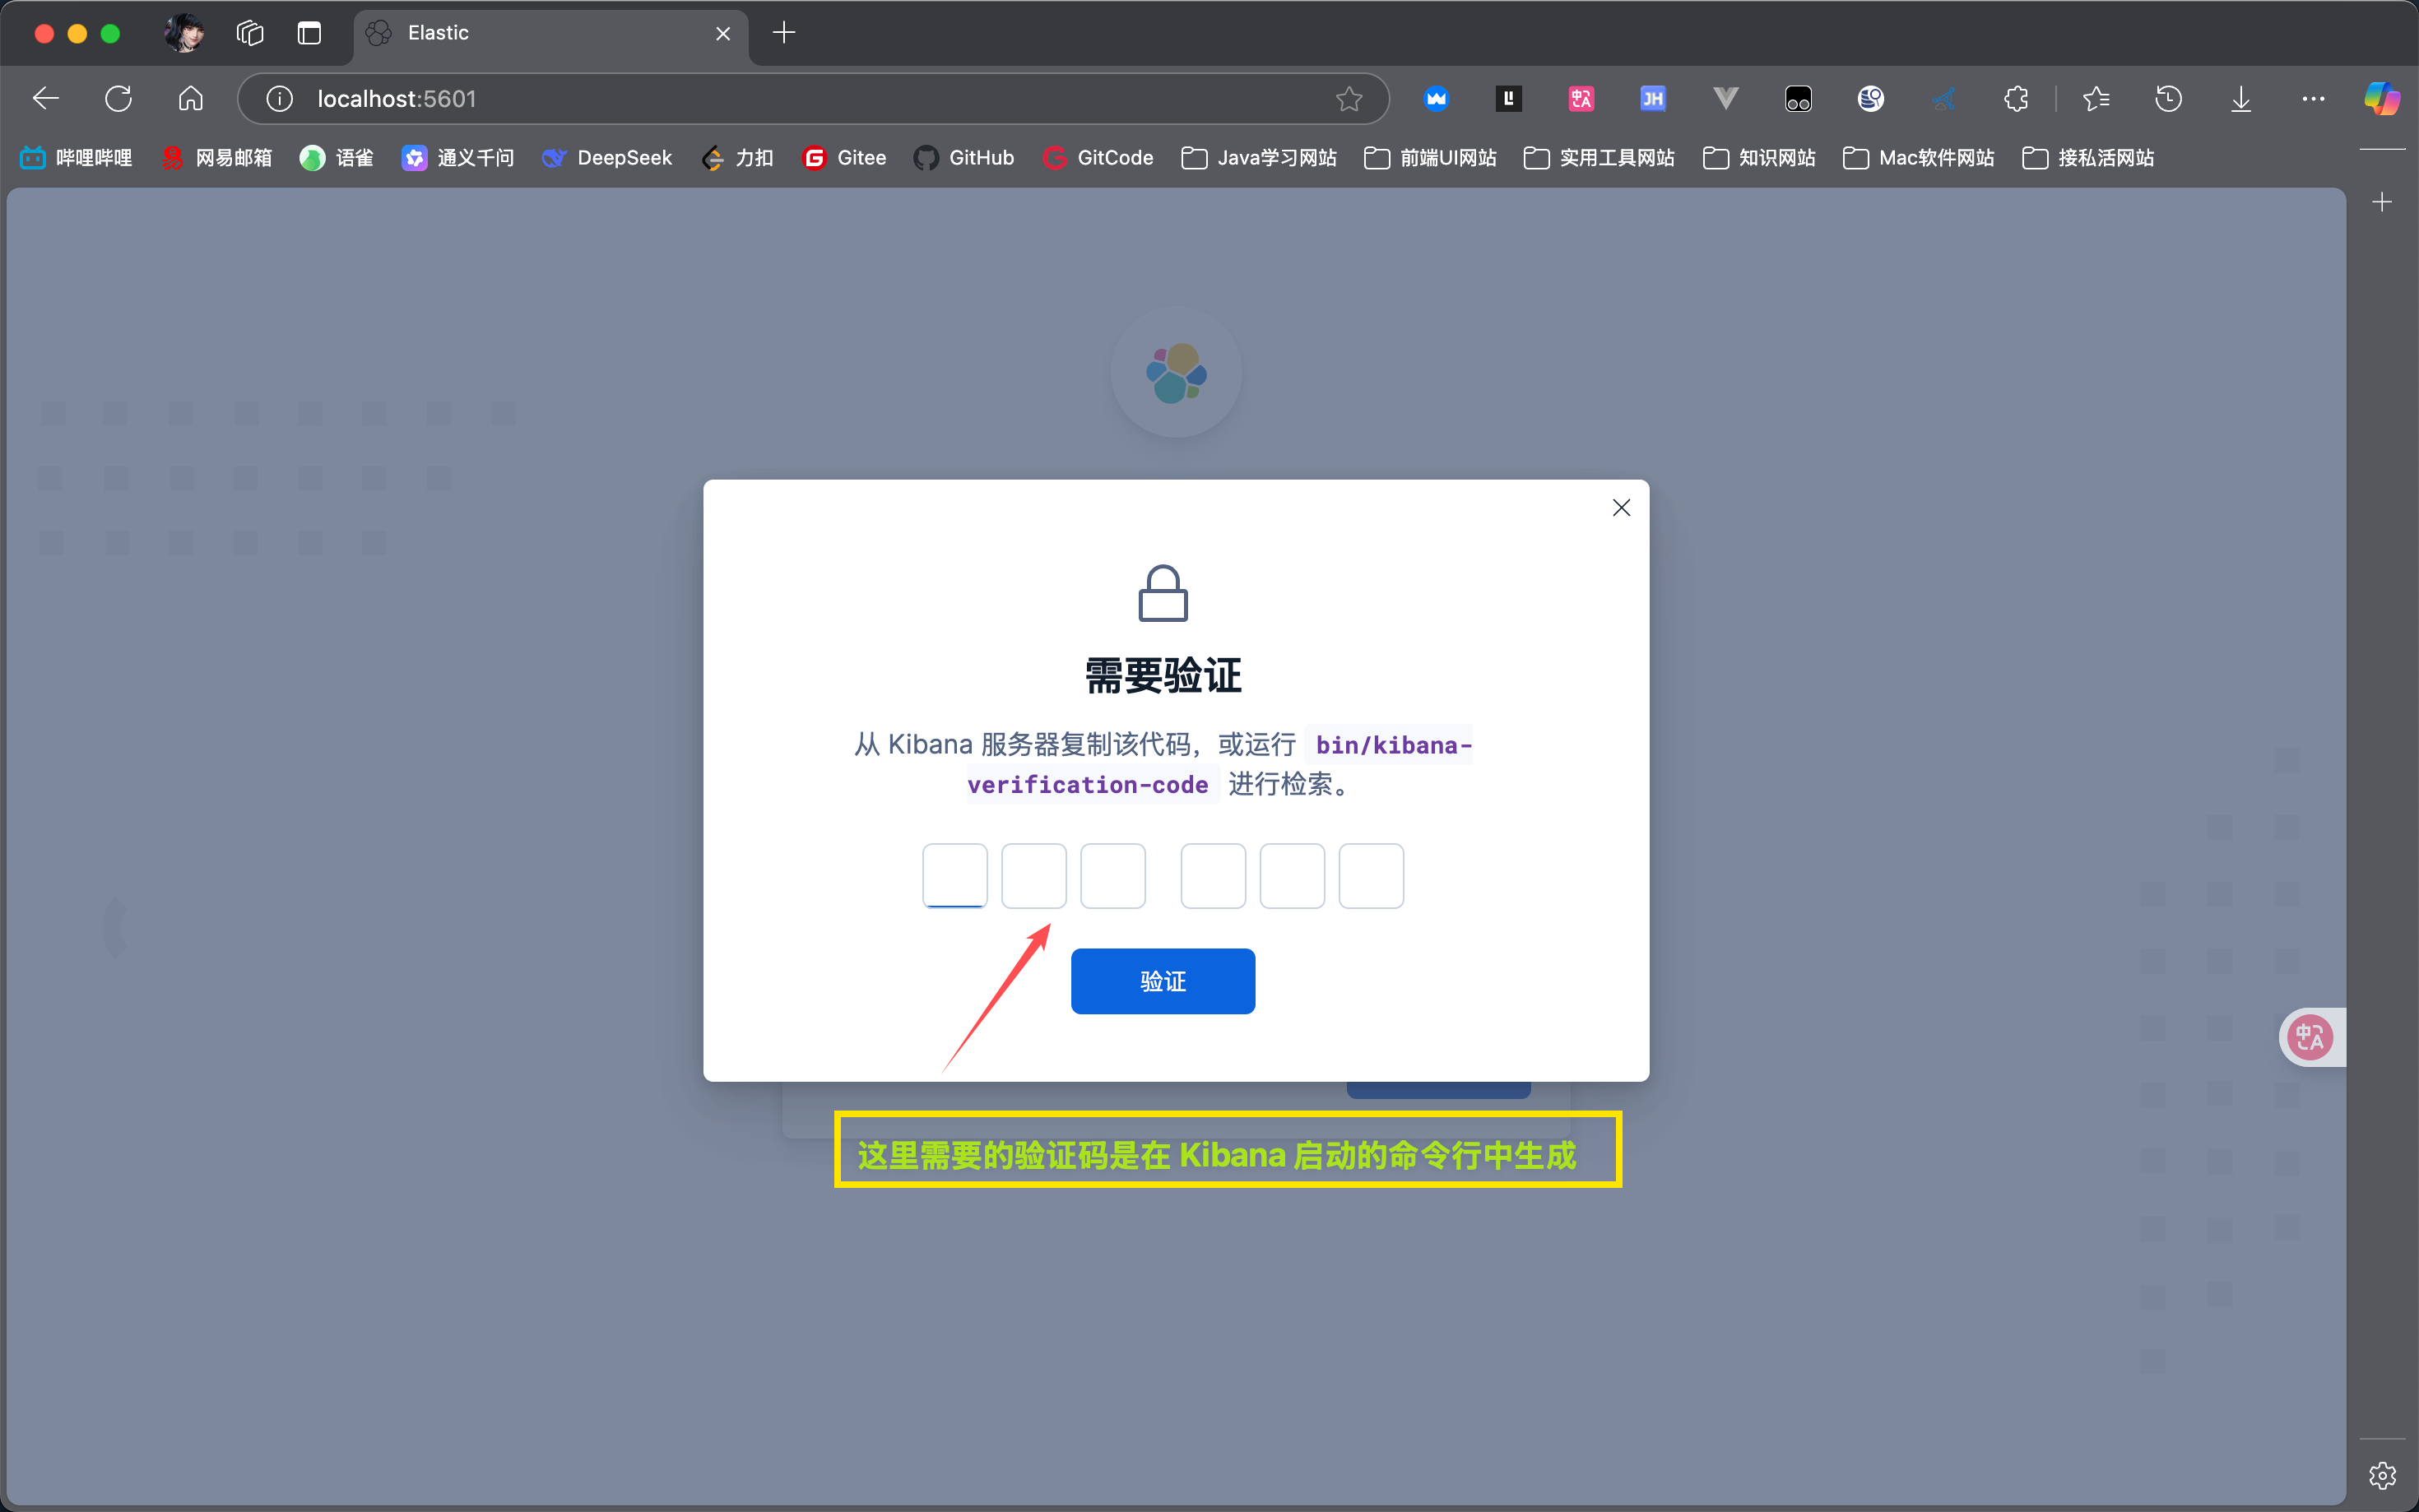 Elastic
localhost:5601
哔哩哔哩 网易邮箱 语雀 通义千问 DeepSeek 力扣 Gitee GitHub GitCode Java学习网站 前端UI网站 实用工具网站 知识网站 Mac软件网站 接私活网站
需要验证
从 Kibana 服务器复制该代码，或运行 bin/kibana-
verification-code 进行检索。
验证
这里需要的验证码是在 Kibana 启动的命令行中生成